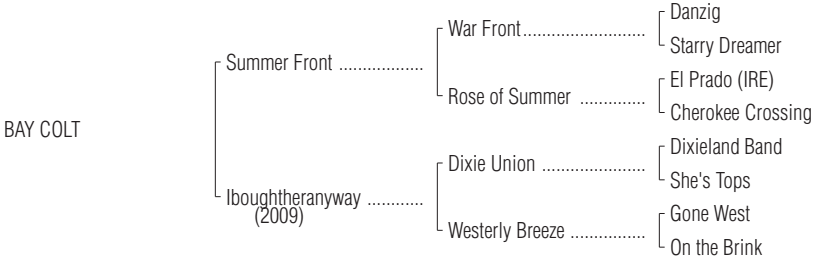 Danzig
War Front.........................
Starry Dreamer
Summer Front ..................
El Prado (IRE)
Rose of Summer ..............
Cherokee Crossing
BAY COLT
Dixieland Band
Dixie Union ......................
She's Tops
Iboughtheranyway ............
(2009)
Gone West
Westerly Breeze ................
On the Brink